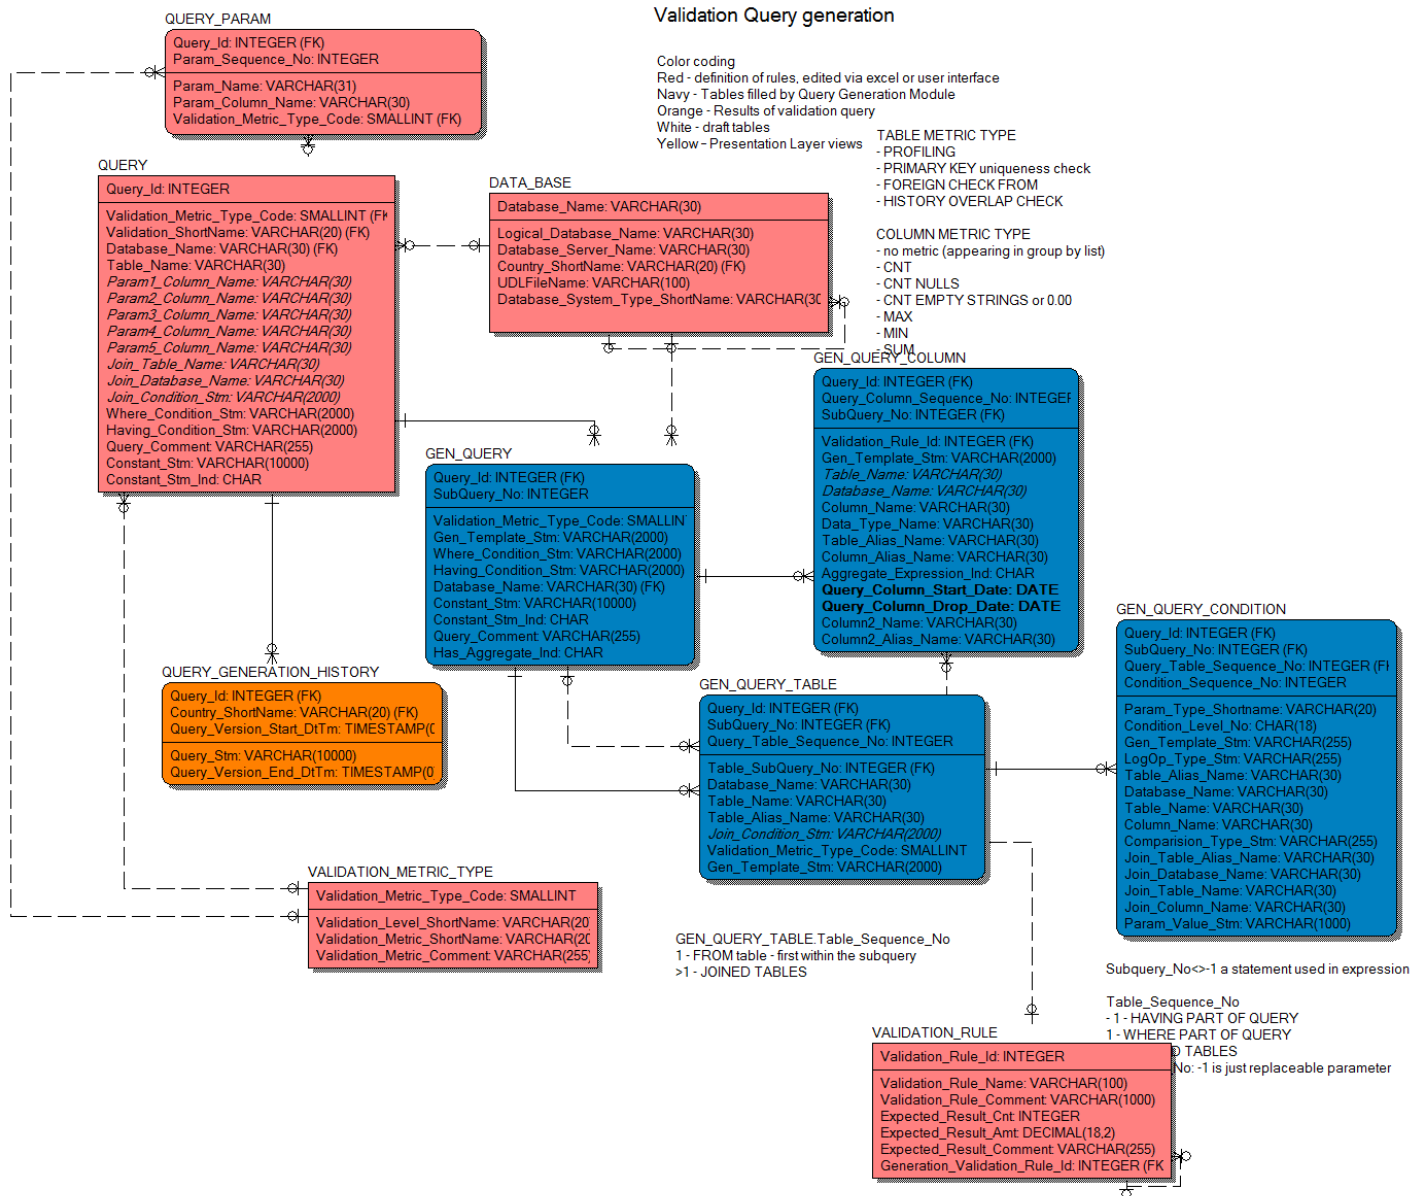 Validation Query generation
Color coding
Red - definition of rules, edited via excel or user interface
Navy - Tables filled by Query Generation Module
Orange - Results of validation query
White - draft tables
Yellow - Presentation Layer views
TABLE METRIC TYPE
- PROFILING
- PRIMARY KEY uniqueness check
- FOREIGN CHECK FROM
- HISTORY OVERLAP CHECK
COLUMN METRIC TYPE
- no metric (appearing in group by list)
- CNT
- CNT NULLS
- CNT EMPTY STRINGS or 0.00
- MAX
- MIN
- SUM
QUERY_PARAM
Query_Id: INTEGER (FK)
Param_Sequence_No: INTEGER
Param_Name: VARCHAR(31)
Param_Column_Name: VARCHAR(30)
Validation_Metric_Type_Code: SMALLINT (FK)
QUERY
Query_Id: INTEGER
Validation_Metric_Type_Code: SMALLINT (FK
Validation_ShortName: VARCHAR(20) (FK)
Database_Name: VARCHAR(30) (FK)
Table_Name: VARCHAR(30)
Param1_Column_Name: VARCHAR(30)
Param2_Column_Name: VARCHAR(30)
Param3_Column_Name: VARCHAR(30)
Param4_Column_Name: VARCHAR(30)
Param5_Column_Name: VARCHAR(30)
Join_Table_Name: VARCHAR(30)
Join_Database_Name: VARCHAR(30)
Join_Condition_Stm: VARCHAR(2000)
Where_Condition_Stm: VARCHAR(2000)
Having_Condition_Stm: VARCHAR(2000)
Query_Comment: VARCHAR(255)
Constant_Stm: VARCHAR(10000)
Constant_Stm_Ind: CHAR
DATA_BASE
Database_Name: VARCHAR(30)
Logical_Database_Name: VARCHAR(30)
Database_Server_Name: VARCHAR(30)
Country_ShortName: VARCHAR(20) (FK)
UDLFileName: VARCHAR(100)
Database_System_Type_ShortName: VARCHAR(30
GEN_QUERY_COLUMN
Query_Id: INTEGER (FK)
Query_Column_Sequence_No: INTEGER
SubQuery_No: INTEGER (FK)
Validation_Rule_Id: INTEGER (FK)
Gen_Template_Stm: VARCHAR(2000)
Table_Name: VARCHAR(30)
Database_Name: VARCHAR(30)
Column_Name: VARCHAR(30)
Data_Type_Name: VARCHAR(30)
Table_Alias_Name: VARCHAR(30)
Column_Alias_Name: VARCHAR(30)
Aggregate_Expression_Ind: CHAR
Query_Column_Start_Date: DATE
Query_Column_Drop_Date: DATE
Column2_Name: VARCHAR(30)
Column2_Alias_Name: VARCHAR(30)
GEN_QUERY
Query_Id: INTEGER (FK)
SubQuery_No: INTEGER
Validation_Metric_Type_Code: SMALLIN
Gen_Template_Stm: VARCHAR(2000)
Where_Condition_Stm: VARCHAR(2000)
Having_Condition_Stm: VARCHAR(2000)
Database_Name: VARCHAR(30) (FK)
Constant_Stm: VARCHAR(10000)
Constant_Stm_Ind: CHAR
Query_Comment: VARCHAR(255)
Has_Aggregate_Ind: CHAR
GEN_QUERY_CONDITION
Query_Id: INTEGER (FK)
SubQuery_No: INTEGER (FK)
Query_Table_Sequence_No: INTEGER (FK
Condition_Sequence_No: INTEGER
Param_Type_Shortname: VARCHAR(20)
Condition_Level_No: CHAR(18)
Gen_Template_Stm: VARCHAR(255)
LogOp_Type_Stm: VARCHAR(255)
Table_Alias_Name: VARCHAR(30)
Database_Name: VARCHAR(30)
Table_Name: VARCHAR(30)
Column_Name: VARCHAR(30)
Comparision_Type_Stm: VARCHAR(255)
Join_Table_Alias_Name: VARCHAR(30)
Join_Database_Name: VARCHAR(30)
Join_Table_Name: VARCHAR(30)
Join_Column_Name: VARCHAR(30)
Param_Value_Stm: VARCHAR(1000)
QUERY_GENERATION_HISTORY
Query_Id: INTEGER (FK)
Country_ShortName: VARCHAR(20) (FK)
Query_Version_Start_DtTm: TIMESTAMP(0
Query_Stm: VARCHAR(10000)
Query_Version_End_DtTm: TIMESTAMP(0
GEN_QUERY_TABLE
Query_Id: INTEGER (FK)
SubQuery_No: INTEGER (FK)
Query_Table_Sequence_No: INTEGER
Table_SubQuery_No: INTEGER (FK)
Database_Name: VARCHAR(30)
Table_Name: VARCHAR(30)
Table_Alias_Name: VARCHAR(30)
Join_Condition_Stm: VARCHAR(2000)
Validation_Metric_Type_Code: SMALLINT
Gen_Template_Stm: VARCHAR(2000)
VALIDATION_METRIC_TYPE
Validation_Metric_Type_Code: SMALLINT
Validation_Level_ShortName: VARCHAR(20
Validation_Metric_ShortName: VARCHAR(20
Validation_Metric_Comment: VARCHAR(255)
GEN_QUERY_TABLE.Table_Sequence_No
1 - FROM table - first within the subquery
>1 - JOINED TABLES
Subquery_No<>-1 a statement used in expression
Table_Sequence_No
- 1 - HAVING PART OF QUERY
1 - WHERE PART OF QUERY
TABLES
No: -1 is just replaceable parameter
VALIDATION_RULE
Validation_Rule_Id: INTEGER
Validation_Rule_Name: VARCHAR(100)
Validation_Rule_Comment: VARCHAR(1000)
Expected_Result_Cnt: INTEGER
Expected_Result_Amt: DECIMAL(18,2)
Expected_Result_Comment: VARCHAR(255)
Generation_Validation_Rule_Id: INTEGER (FK